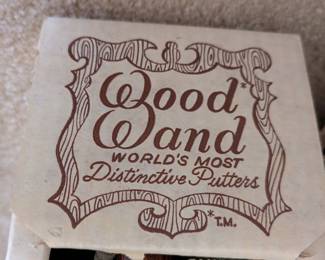 Wood*
Wand
WORLD'S MOST
Distinctive Putters
*T.M.